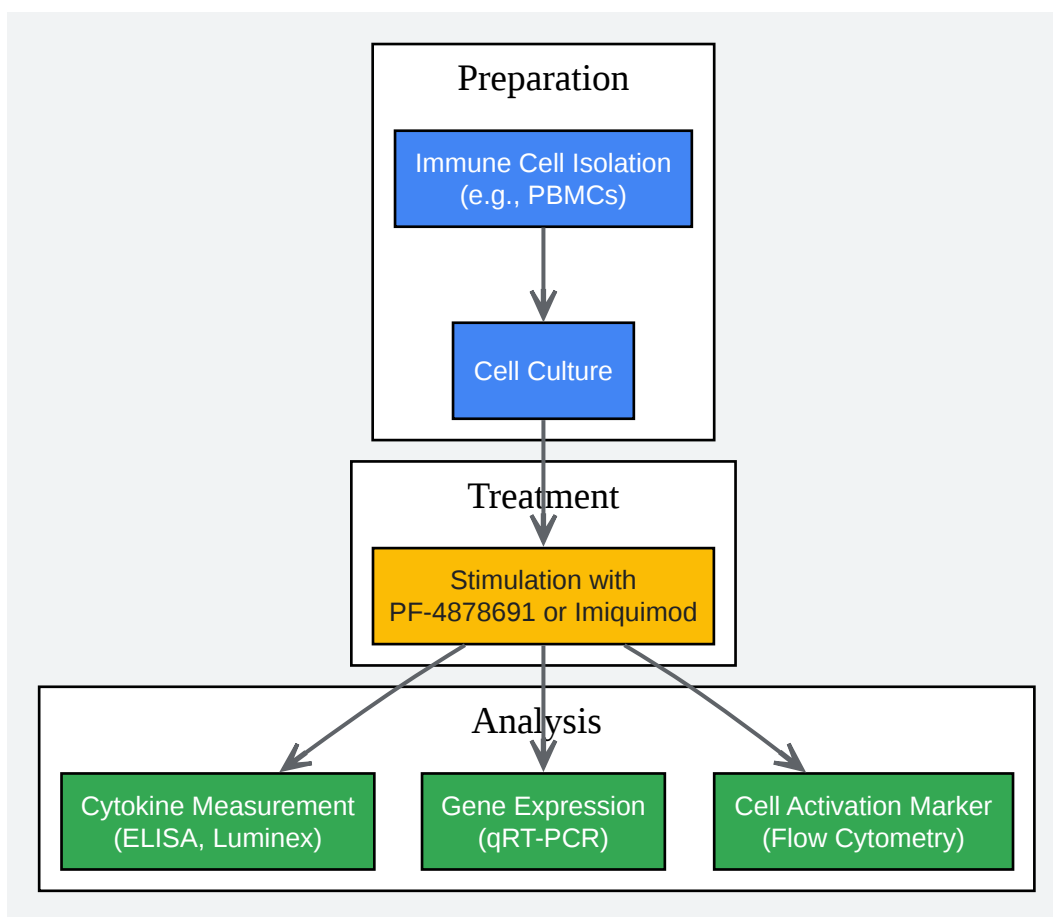 Preparation
Immune Cell Isolation
(e.g., PBMCs)
Cell Culture
Treatment
Stimulation with
PF-4878691 or Imiquimod
Analysis
Cytokine Measurement
(ELISA, Luminex)
Gene Expression
(qRT-PCR)
Cell Activation Marker
(Flow Cytometry)